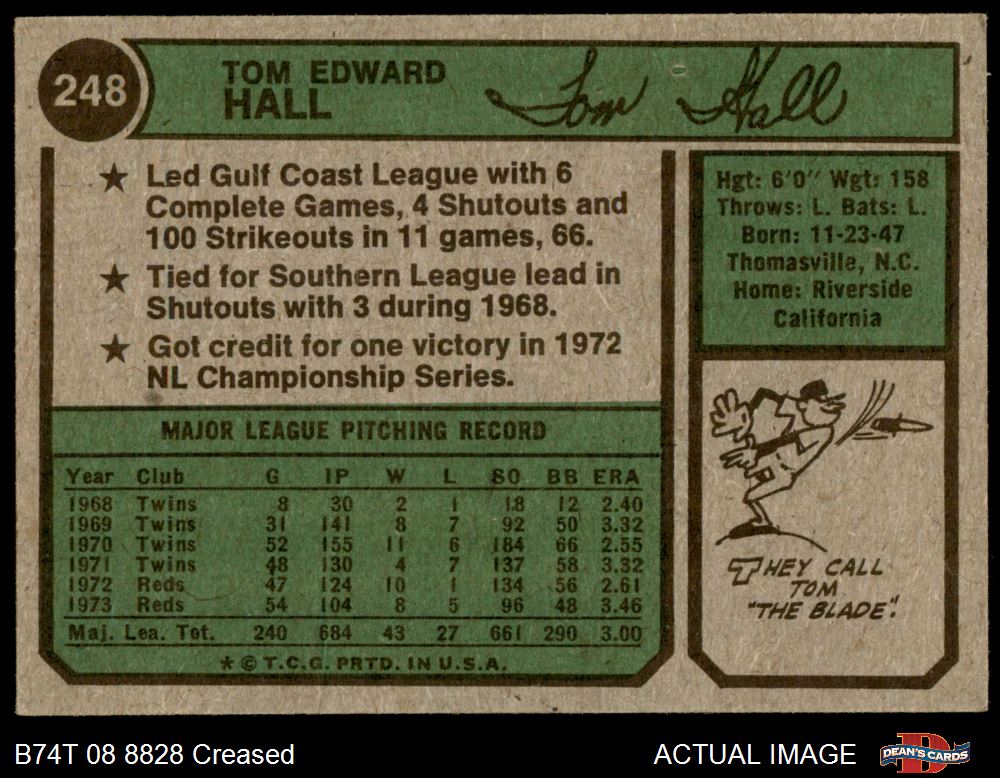 248
TOM EDWARD
HALL
Tom Hall
★ Led Gulf Coast League with 6
Complete Games, 4 Shutouts and
100 Strikeouts in 11 games, 66.
★ Tied for Southern League lead in
Shutouts with 3 during 1968.
★ Got credit for one victory in 1972
NL Championship Series.
MAJOR LEAGUE PITCHING RECORD
Year Club G IP W L SO BB ERA
1968 Twins 8 30 2 1 18 12 2.40
1969 Twins 31 141 8 7 92 50 3.32
1970 Twins 52 155 11 6 184 66 2.55
1971 Twins 48 130 4 7 137 58 3.32
1972 Reds 47 124 10 1 134 56 2.61
1973 Reds 54 104 8 5 96 48 3.46
Maj. Lea. Tot. 240 684 43 27 661 290 3.00
* © T.C.G. PRTD. IN U.S.A.
Hgt: 6'0" Wgt: 158
Throws: L. Bats: L.
Born: 11-23-47
Thomasville, N.C.
Home: Riverside
California
THEY CALL
TOM
"THE BLADE".
B74T 08 8828 Creased
ACTUAL IMAGE
DEAN'S CARDS